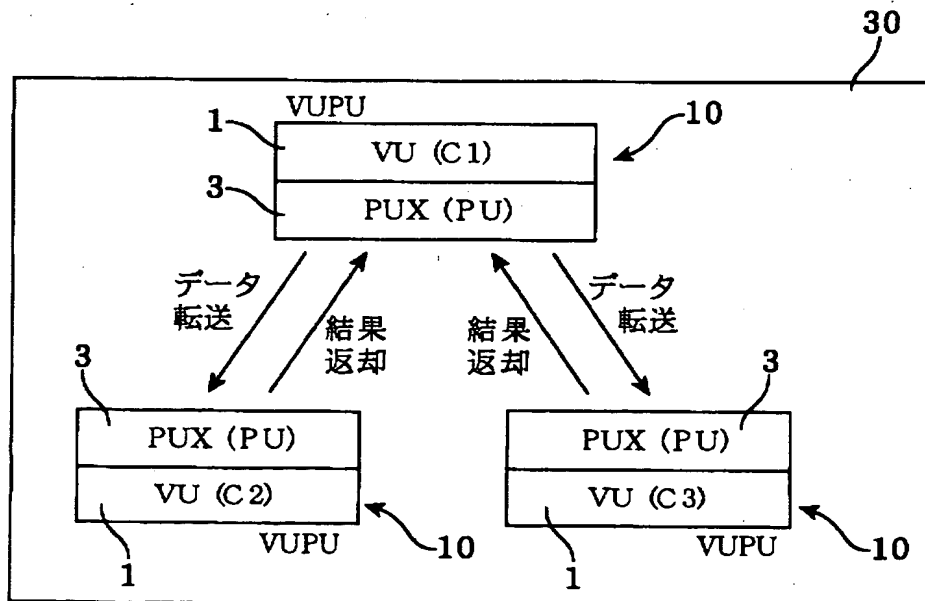 30
VUPU
1
VU (C1)
10
3
PUX (PU)
データ
転送
結果
返却
結果
返却
データ
転送
3
PUX (PU)
VU (C2)
1
VUPU
10
3
PUX (PU)
VU (C3)
1
VUPU
10